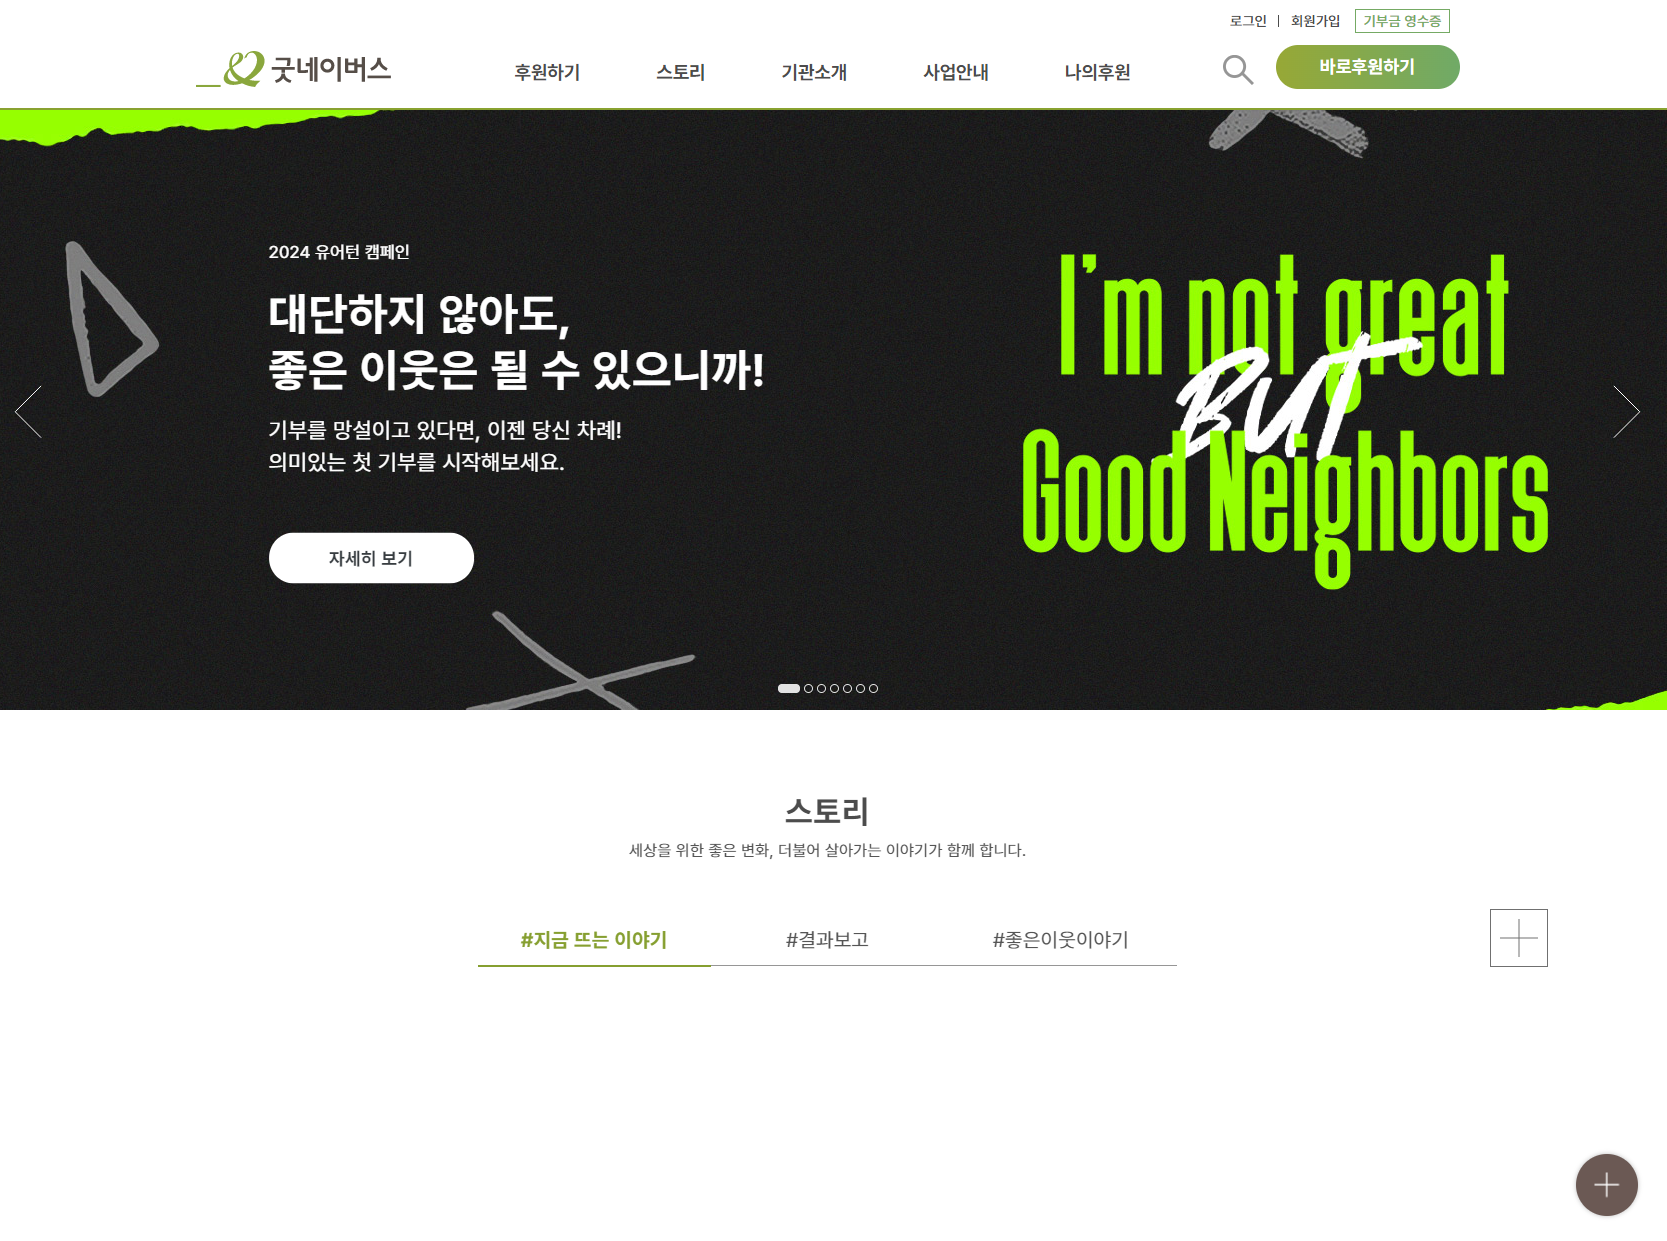 로그인
회원가입
기부금 영수증
굿네이버스
후원하기
스토리
기관소개
사업안내
나의후원
바로후원하기
2024 유어턴 캠페인
대단하지 않아도,
좋은 이웃은 될 수 있으니까!
기부를 망설이고 있다면, 이젠 당신 차례!
의미있는 첫 기부를 시작해보세요.
자세히 보기
I'm not great
BUT
Good Neighbors
스토리
세상을 위한 좋은 변화, 더불어 살아가는 이야기가 함께 합니다.
#지금 뜨는 이야기
#결과보고
#좋은이웃이야기